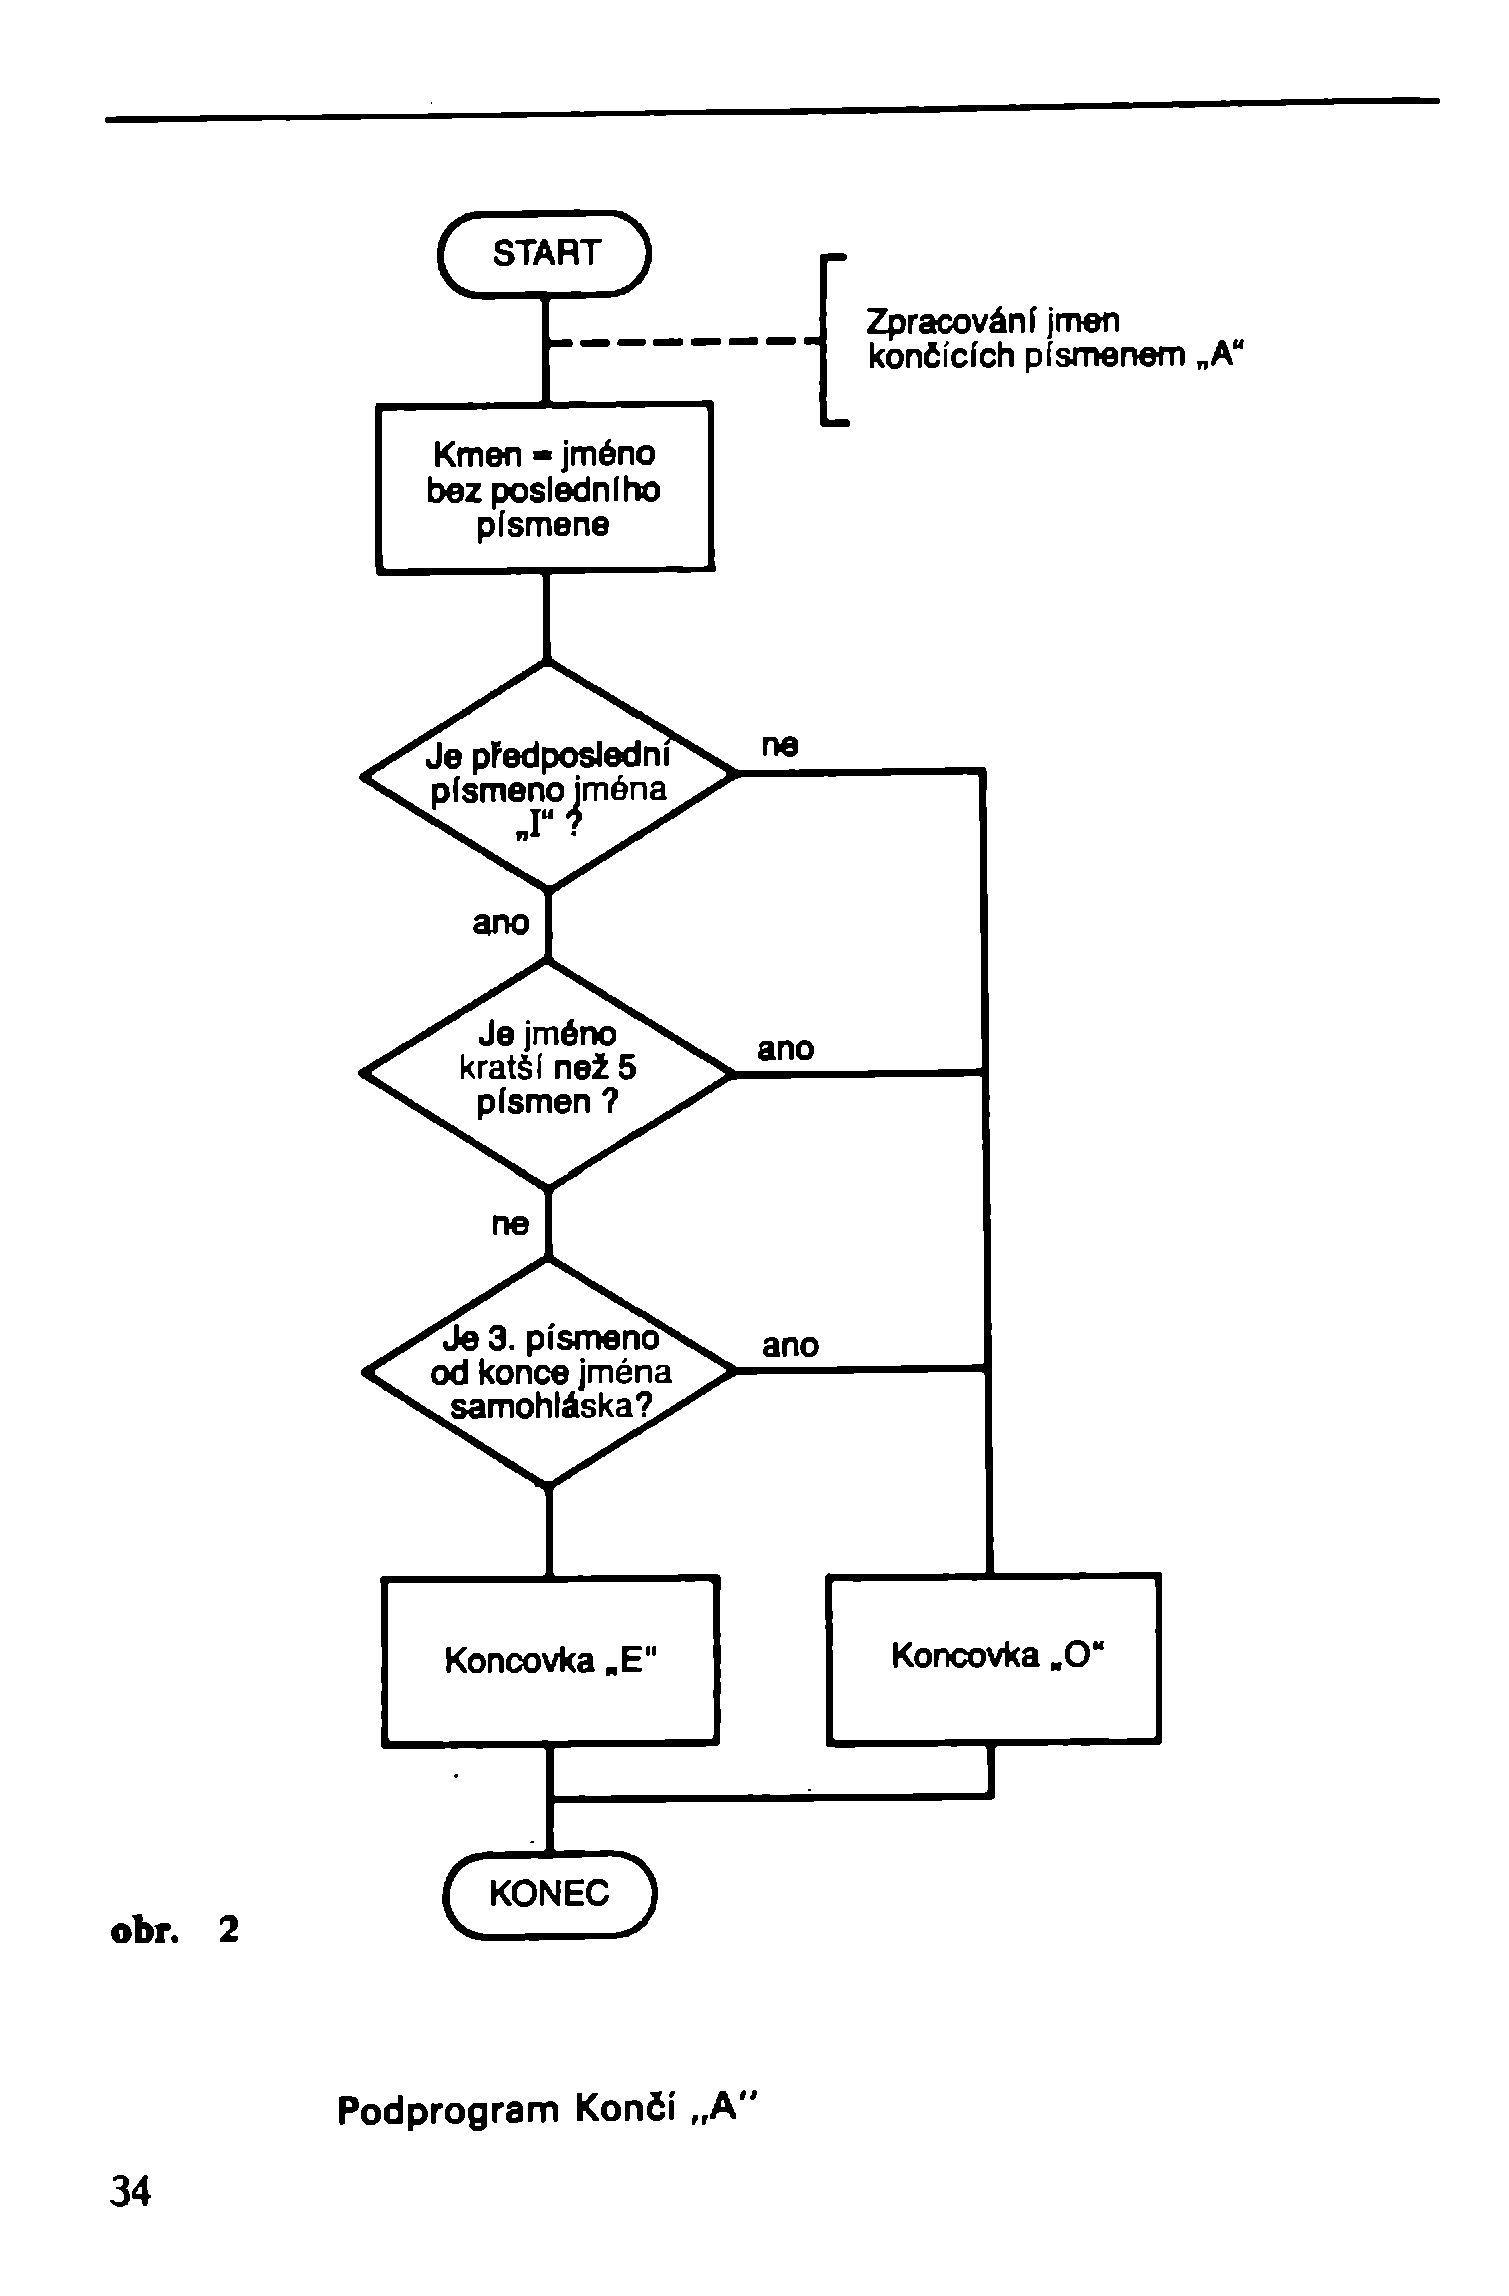 START
Zpracování jmen
končících písmenem „A“
Kmen = jméno
bez posledního
písmene
Je předposlední
písmeno jména
„I“ ?
ne
ano
Je jméno
kratší než 5
písmen ?
ano
ne
Je 3. písmeno
od konce jména
samohláska?
ano
Koncovka „E"
Koncovka „O“
KONEC
obr. 2
Podprogram Končí „A"
34